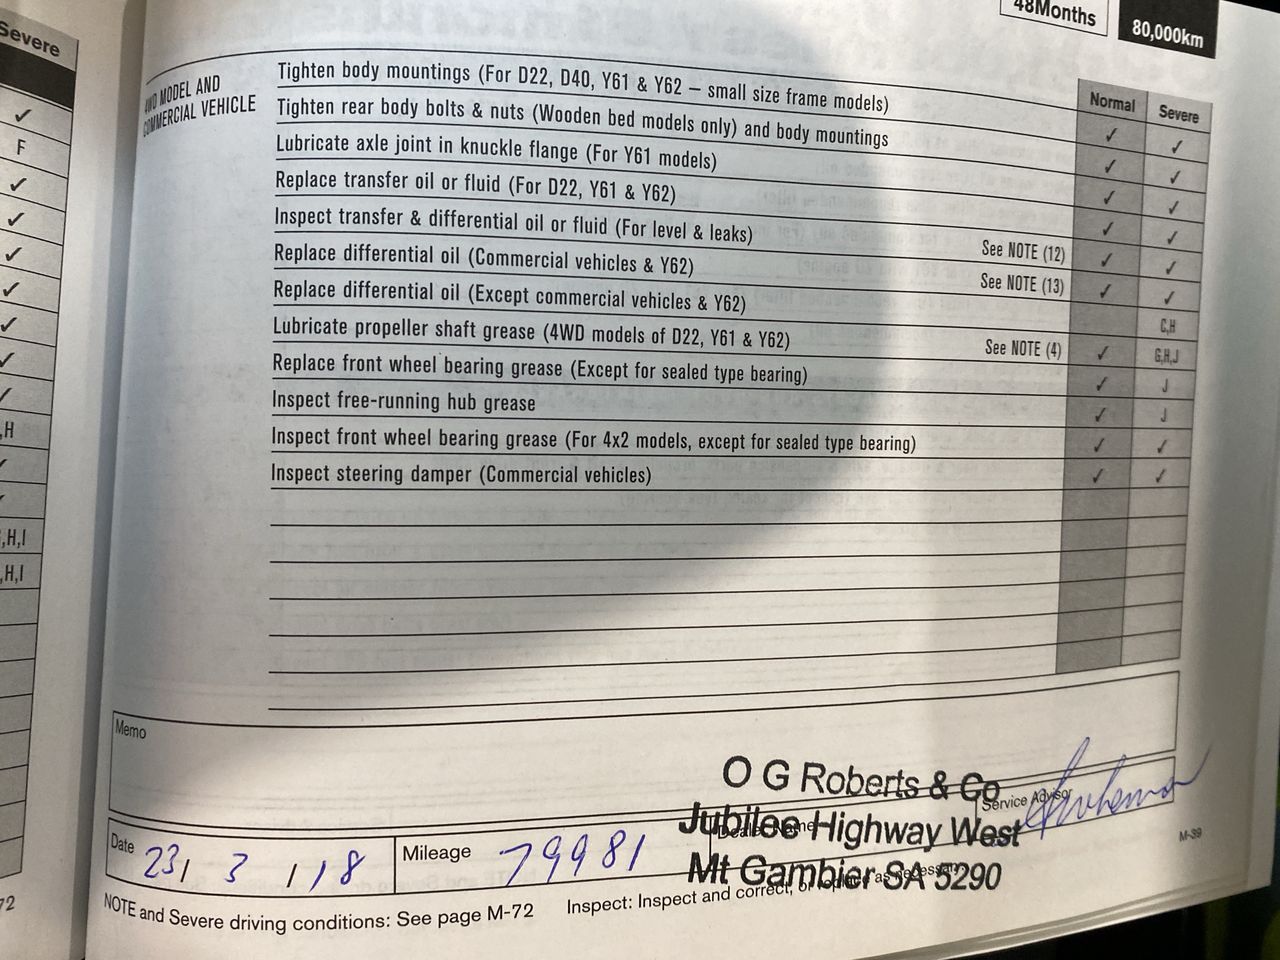 48Months
80,000km
Severe
✓
F
✓
✓
✓
✓
✓
✓
✓
,H
✓
✓
,H,I
,H,I
72
4WD MODEL AND
COMMERCIAL VEHICLE
Normal Severe
Tighten body mountings (For D22, D40, Y61 & Y62 – small size frame models) ✓ ✓
Tighten rear body bolts & nuts (Wooden bed models only) and body mountings ✓ ✓
Lubricate axle joint in knuckle flange (For Y61 models) ✓ ✓
Replace transfer oil or fluid (For D22, Y61 & Y62) ✓ ✓
Inspect transfer & differential oil or fluid (For level & leaks) See NOTE (12) ✓ ✓
Replace differential oil (Commercial vehicles & Y62) See NOTE (13) ✓ ✓
Replace differential oil (Except commercial vehicles & Y62) C,H
Lubricate propeller shaft grease (4WD models of D22, Y61 & Y62) See NOTE (4) ✓ G,H,J
Replace front wheel bearing grease (Except for sealed type bearing) ✓ J
Inspect free-running hub grease ✓ J
Inspect front wheel bearing grease (For 4x2 models, except for sealed type bearing) ✓ ✓
Inspect steering damper (Commercial vehicles) ✓ ✓
Memo
O G Roberts & Co
Jubilee Highway West
Mt Gambier SA 5290
Service Advisor
Dealer Name
Date 23/ 3 /18
Mileage 79981
M-39
NOTE and Severe driving conditions: See page M-72
Inspect: Inspect and correct, or replace as necessary